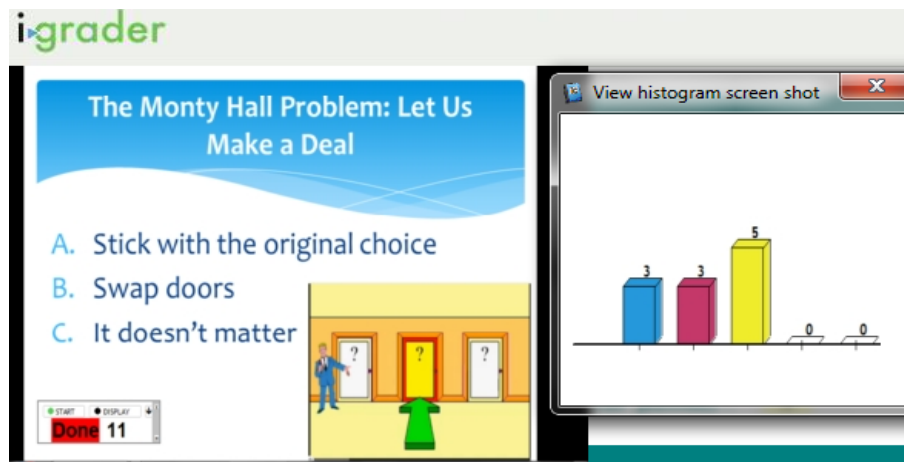 i►grader
The Monty Hall Problem: Let Us
Make a Deal
A. Stick with the original choice
B. Swap doors
C. It doesn't matter
? ? ?
START DISPLAY
Done 11
View histogram screen shot
3 3 5 0 0